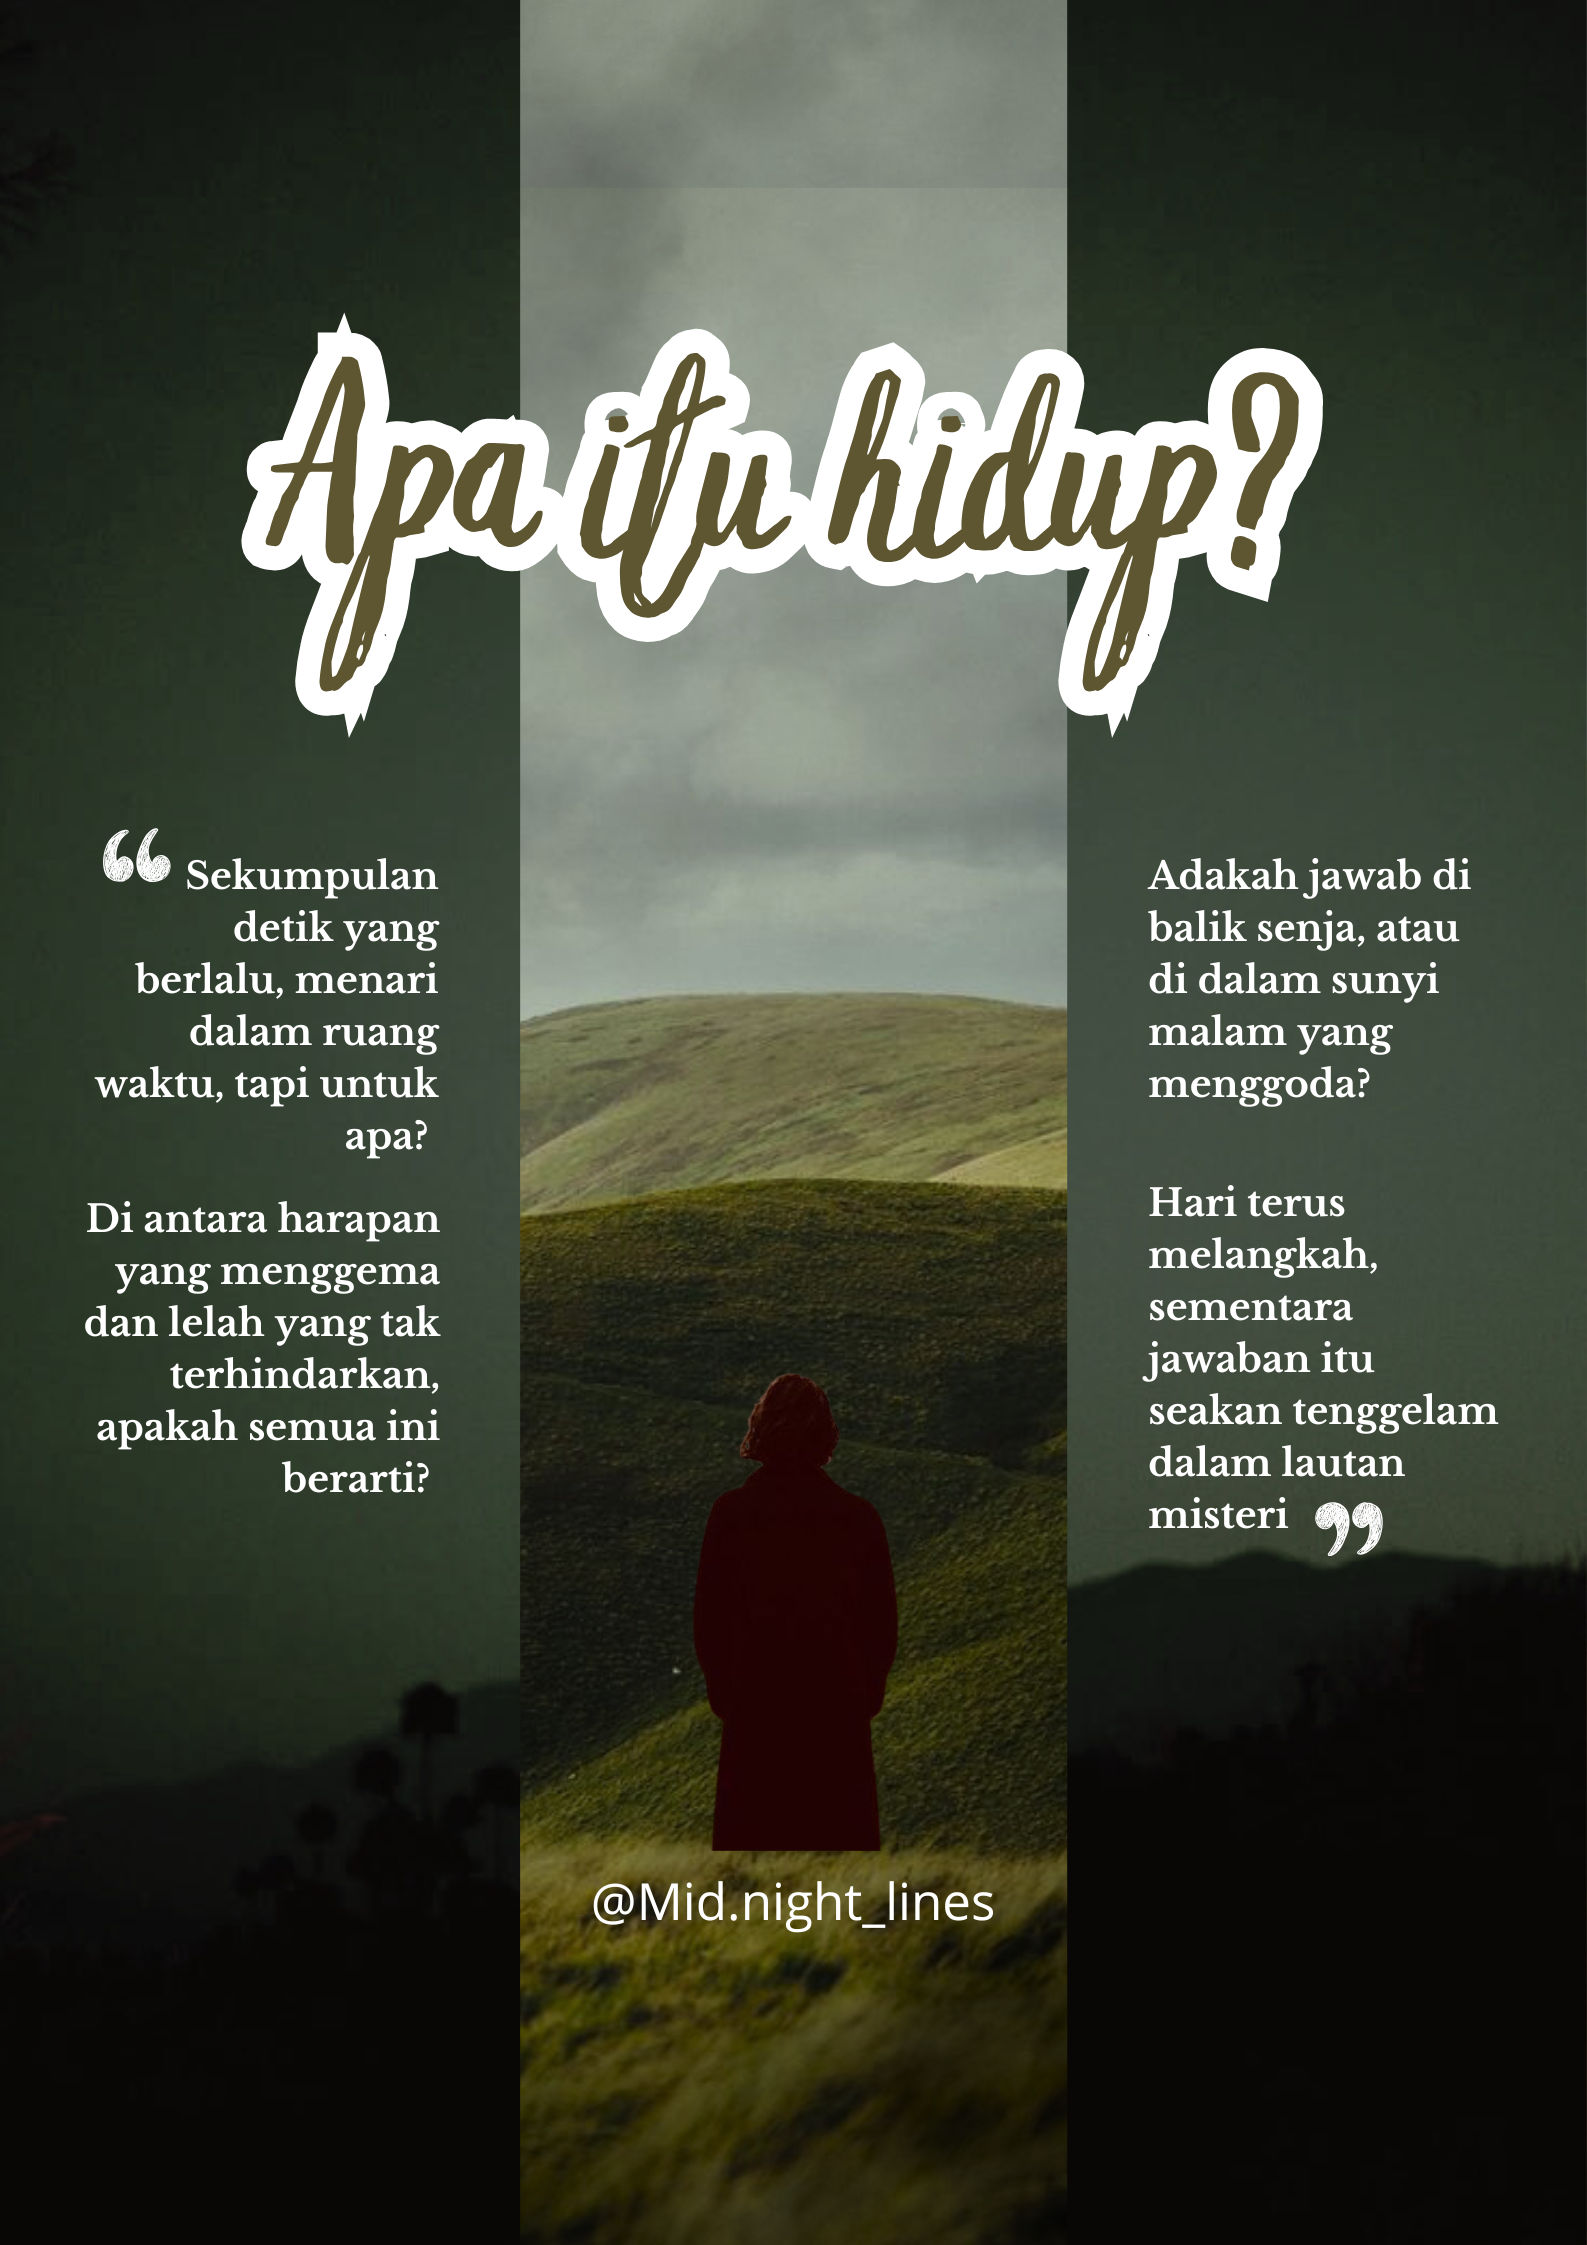 Apa itu hidup?
“ Sekumpulan
detik yang
berlalu, menari
dalam ruang
waktu, tapi untuk
apa?
Di antara harapan
yang menggema
dan lelah yang tak
terhindarkan,
apakah semua ini
berarti?
Adakah jawab di
balik senja, atau
di dalam sunyi
malam yang
menggoda?
Hari terus
melangkah,
sementara
jawaban itu
seakan tenggelam
dalam lautan
misteri ”
@Mid.night_lines